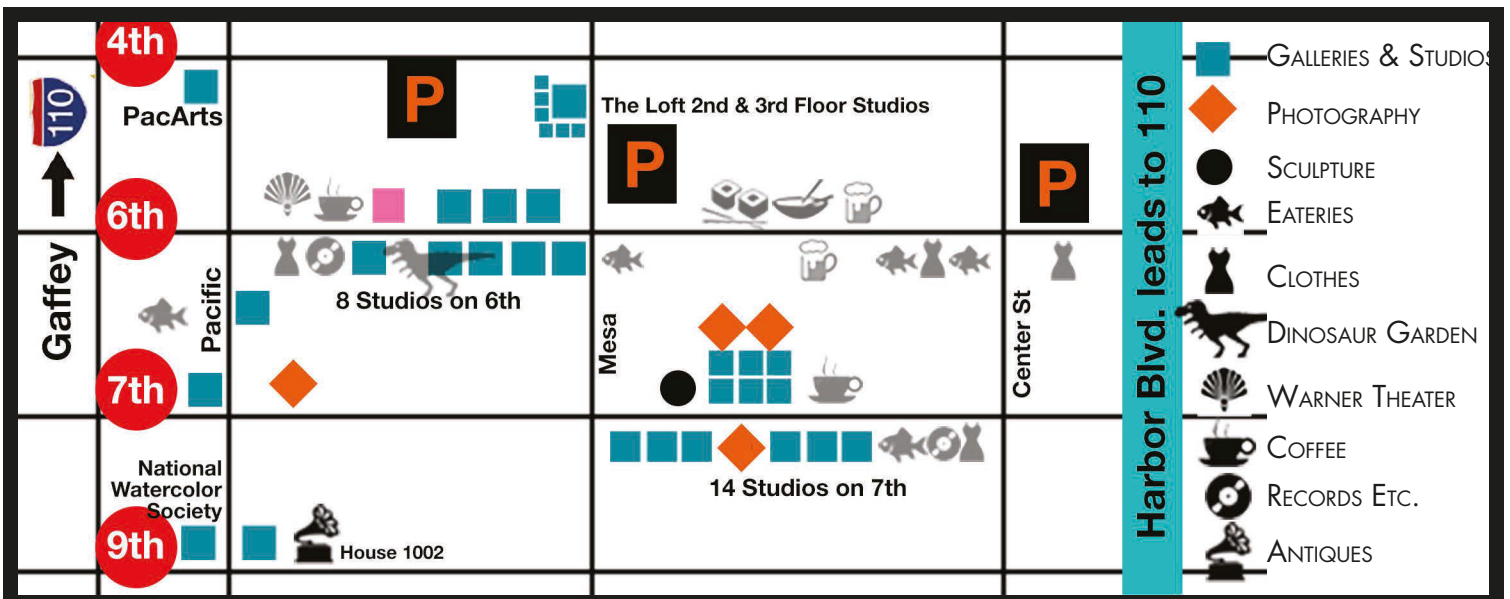 4th
110
PacArts
P
The Loft 2nd & 3rd Floor Studios
P
P
6th
Gaffey
Pacific
8 Studios on 6th
Mesa
Center St
7th
14 Studios on 7th
National
Watercolor
Society
9th
House 1002
Harbor Blvd. leads to 110
GALLERIES & STUDIOS
PHOTOGRAPHY
SCULPTURE
EATERIES
CLOTHES
DINOSAUR GARDEN
WARNER THEATER
COFFEE
RECORDS ETC.
ANTIQUES